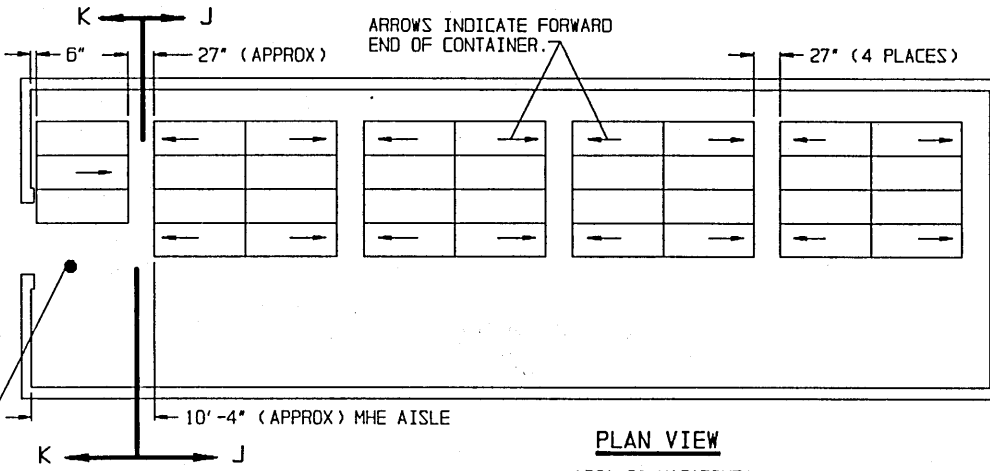 K J
ARROWS INDICATE FORWARD
END OF CONTAINER.
6" 27" (APPROX) 27" (4 PLACES)
10'-4" (APPROX) MHE AISLE
K J
PLAN VIEW